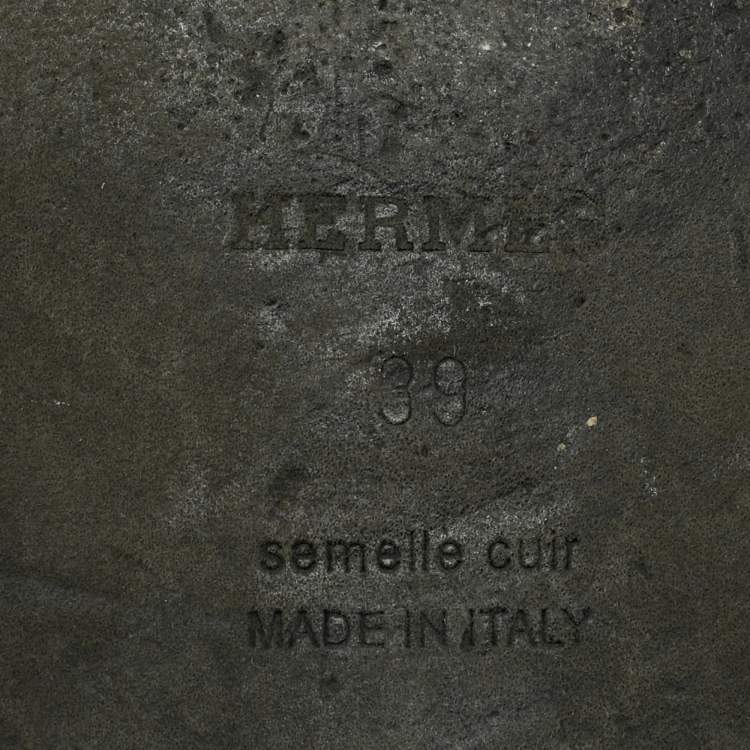 HERMES
39
semelle cuir
MADE IN ITALY